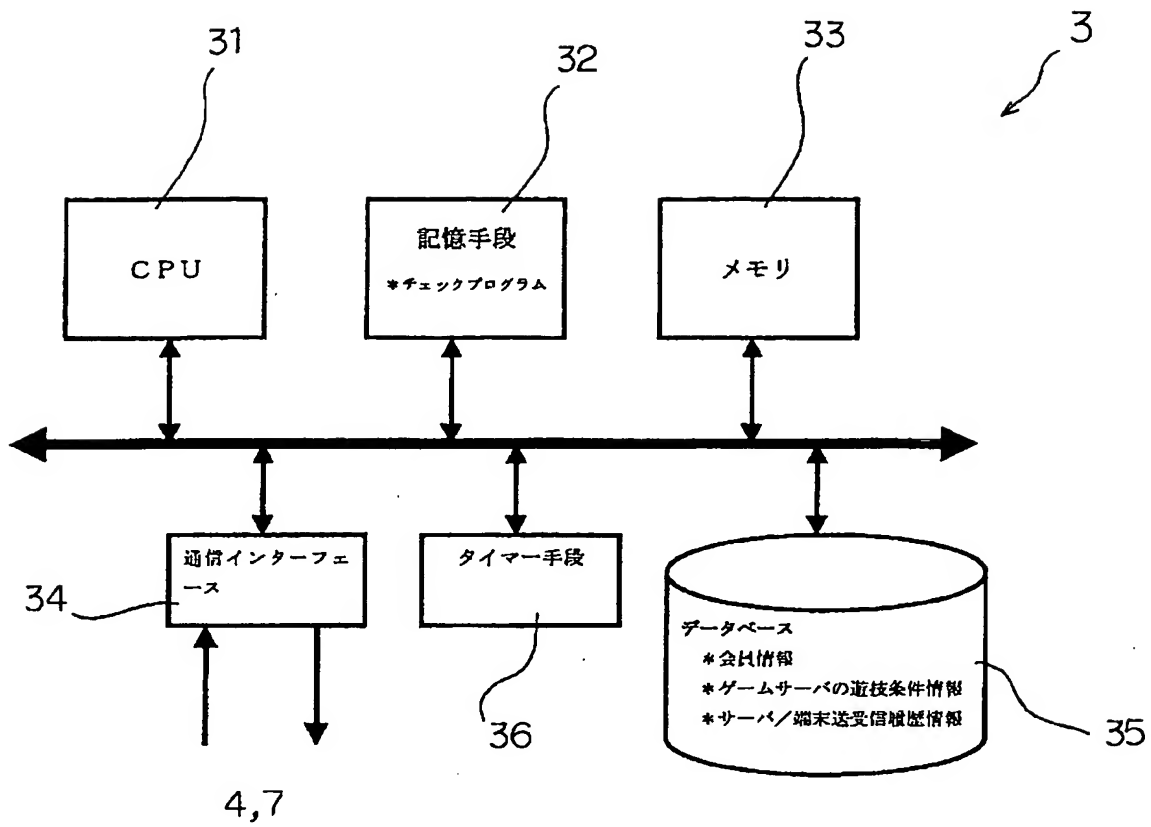 31
32
33
3
CPU
記憶手段
*チェックプログラム
メモリ
通信インターフェ
ース
34
タイマー手段
36
データベース
*会員情報
*ゲームサーバの遊技条件情報
*サーバ/端末送受信履歴情報
35
4,7